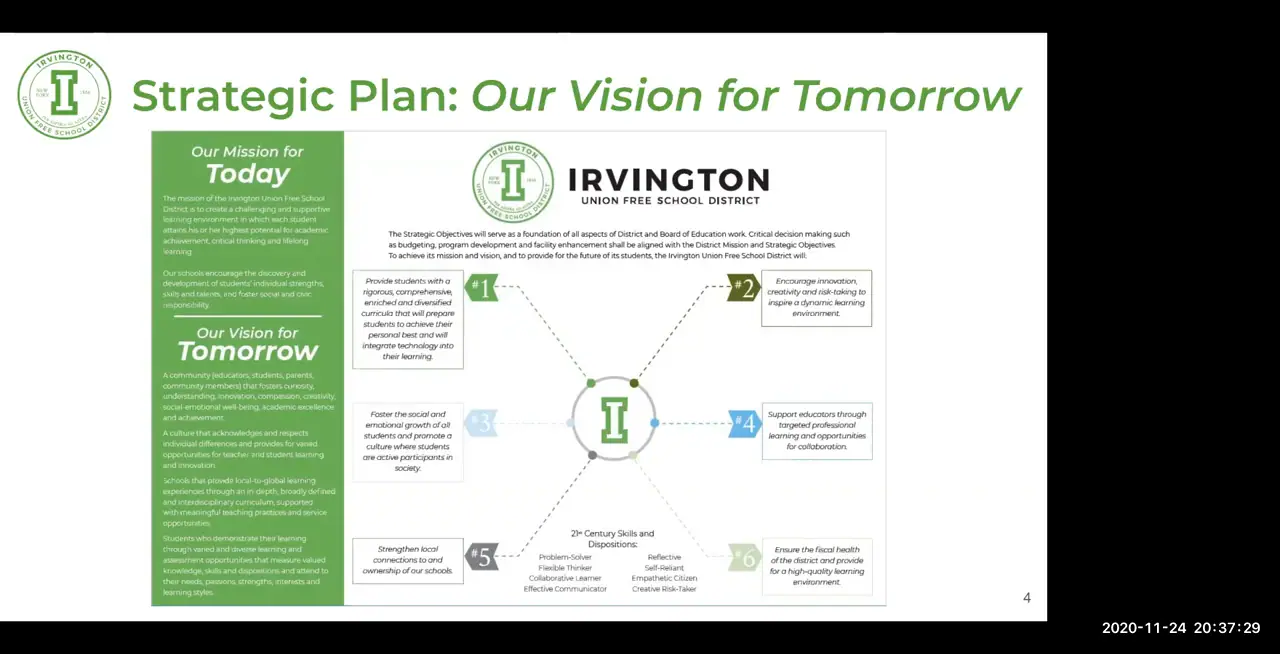 IRVINGTON
UNION FREE SCHOOL DISTRICT
Strategic Plan: Our Vision for Tomorrow
Our Mission for
Today
The mission of the Irvington Union Free School
District is to create a challenging and supportive
learning environment in which each student
attains his or her highest potential for academic
achievement, critical thinking and lifelong
learning.
Our schools encourage the discovery and
development of students' individual strengths,
skills and talents, and foster social and civic
responsibility.
Our Vision for
Tomorrow
A community (educators, students, parents,
community members) that fosters curiosity,
understanding, innovation, compassion, creativity,
social-emotional well-being, academic excellence
and achievement.
A culture that acknowledges and respects
individual differences and provides for varied
opportunities for teacher and student learning
and innovation.
Schools that provide local-to-global learning
experiences through an in-depth, broadly defined
and interdisciplinary curriculum, supported
with meaningful teaching practices and service
opportunities.
Students who demonstrate their learning
through varied and diverse learning and
assessment opportunities that measure valued
knowledge, skills and dispositions and attend to
their needs, passions, strengths, interests and
learning styles.
IRVINGTON
UNION FREE SCHOOL DISTRICT
IRVINGTON
UNION FREE SCHOOL DISTRICT
The Strategic Objectives will serve as a foundation of all aspects of District and Board of Education work. Critical decision making such
as budgeting, program development and facility enhancement shall be aligned with the District Mission and Strategic Objectives.
To achieve its mission and vision, and to provide for the future of its students, the Irvington Union Free School District will:
#1
Provide students with a
rigorous, comprehensive,
enriched and diversified
curricula that will prepare
students to achieve their
personal best and will
integrate technology into
their learning.
#2
Encourage innovation,
creativity and risk-taking to
inspire a dynamic learning
environment.
#3
Foster the social and
emotional growth of all
students and promote a
culture where students
are active participants in
society.
#4
Support educators through
targeted professional
learning and opportunities
for collaboration.
#5
Strengthen local
connections to and
ownership of our schools.
21st Century Skills and
Dispositions:
Problem-Solver
Flexible Thinker
Collaborative Learner
Effective Communicator
Reflective
Self-Reliant
Empathetic Citizen
Creative Risk-Taker
#6
Ensure the fiscal health
of the district and provide
for a high-quality learning
environment.
4
2020-11-24 20:37:29